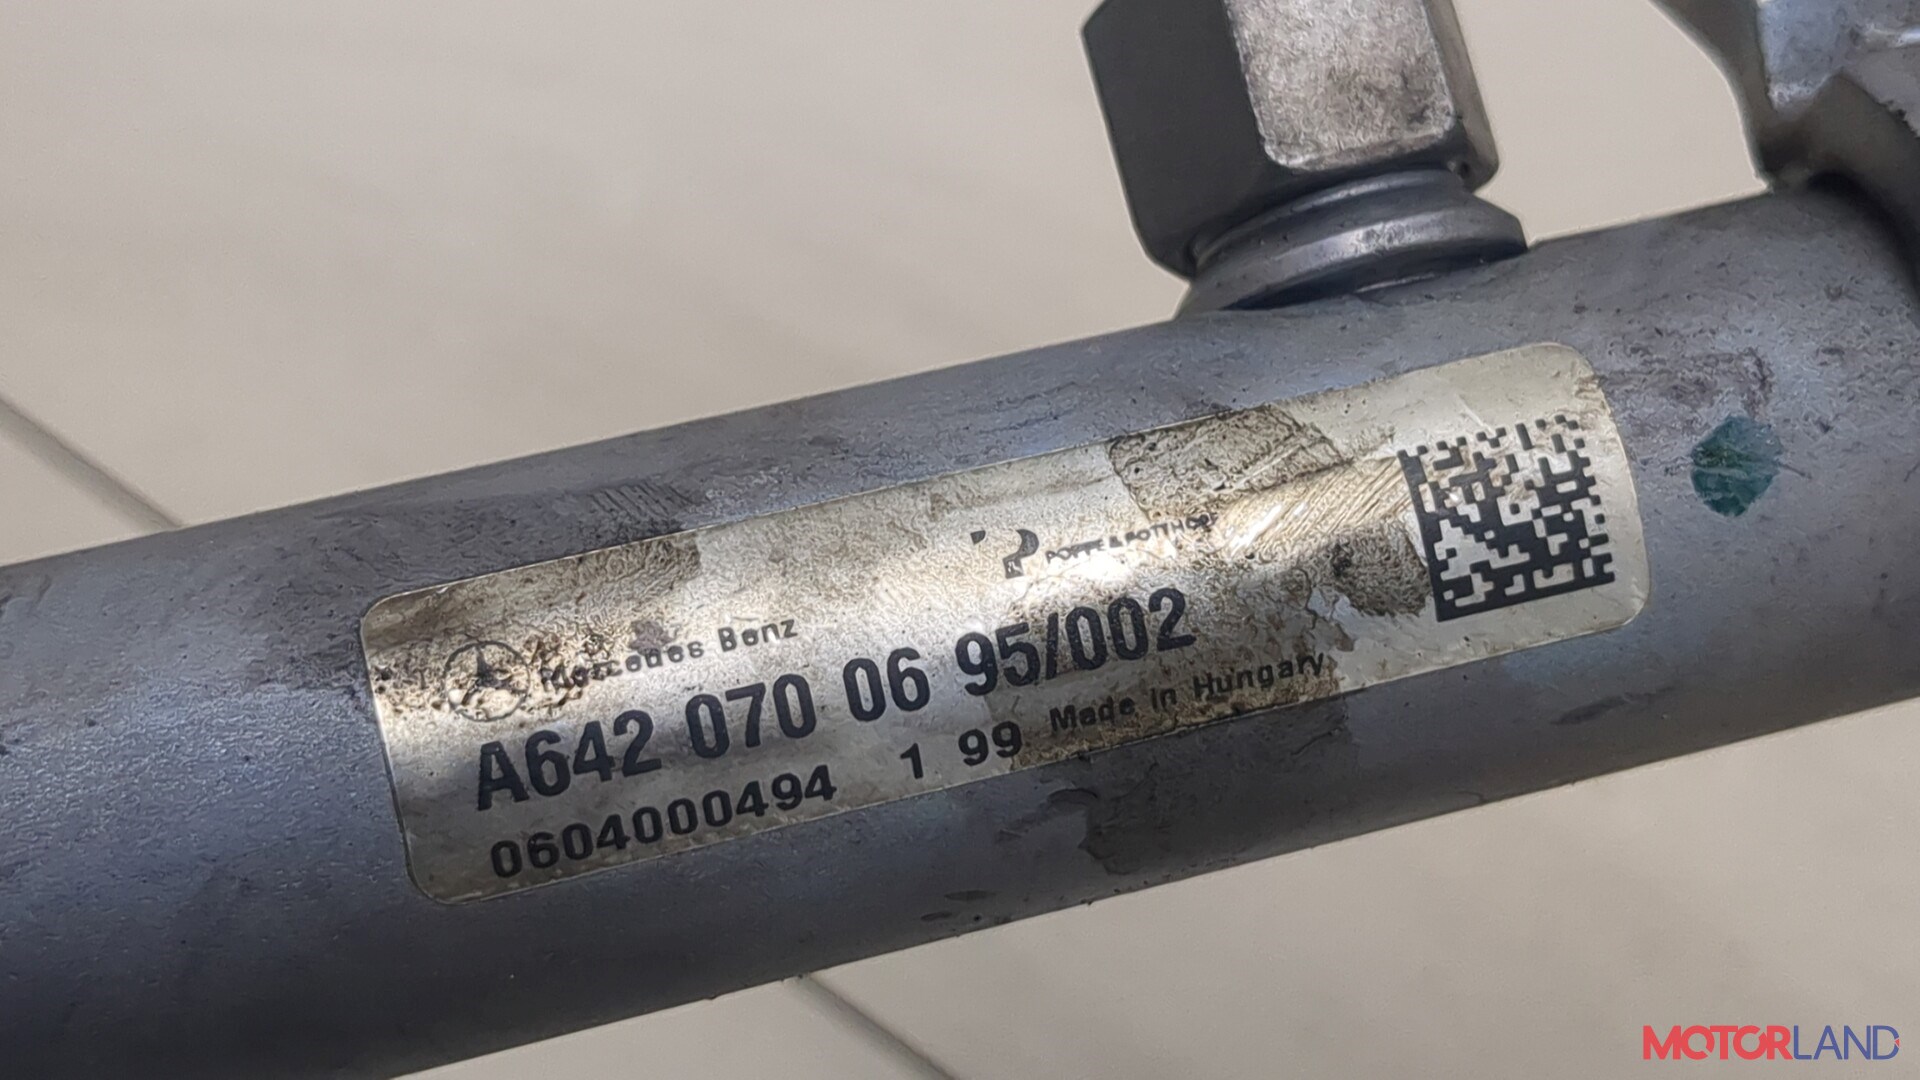 POPPE & POTTHOFF
Mercedes Benz
A642 070 06 95/002
0604000494 1 99 Made in Hungary
MOTORLAND